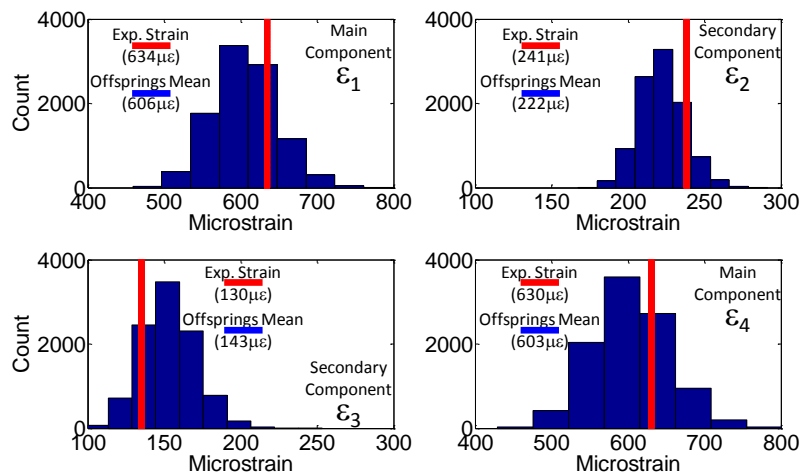 4000
2000
0
Count
Exp. Strain
(634με)
Offsprings Mean
(606με)
Main
Component
ε1
400 500 600 700 800
Microstrain
4000
2000
0
Exp. Strain
(241με)
Offsprings Mean
(222με)
Secondary
Component
ε2
100 150 200 250 300
Microstrain
4000
2000
0
Count
Exp. Strain
(130με)
Offsprings Mean
(143με)
Secondary
Component
ε3
100 150 200 250 300
Microstrain
4000
2000
0
Exp. Strain
(630με)
Offsprings Mean
(603με)
Main
Component
ε4
400 500 600 700 800
Microstrain